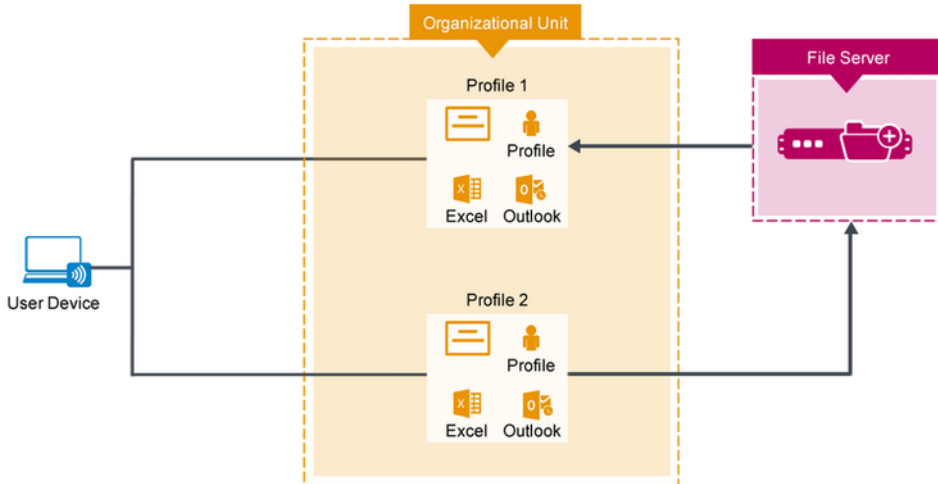 Organizational Unit
File Server
Profile 1
Profile
Excel Outlook
User Device
Profile 2
Profile
Excel Outlook